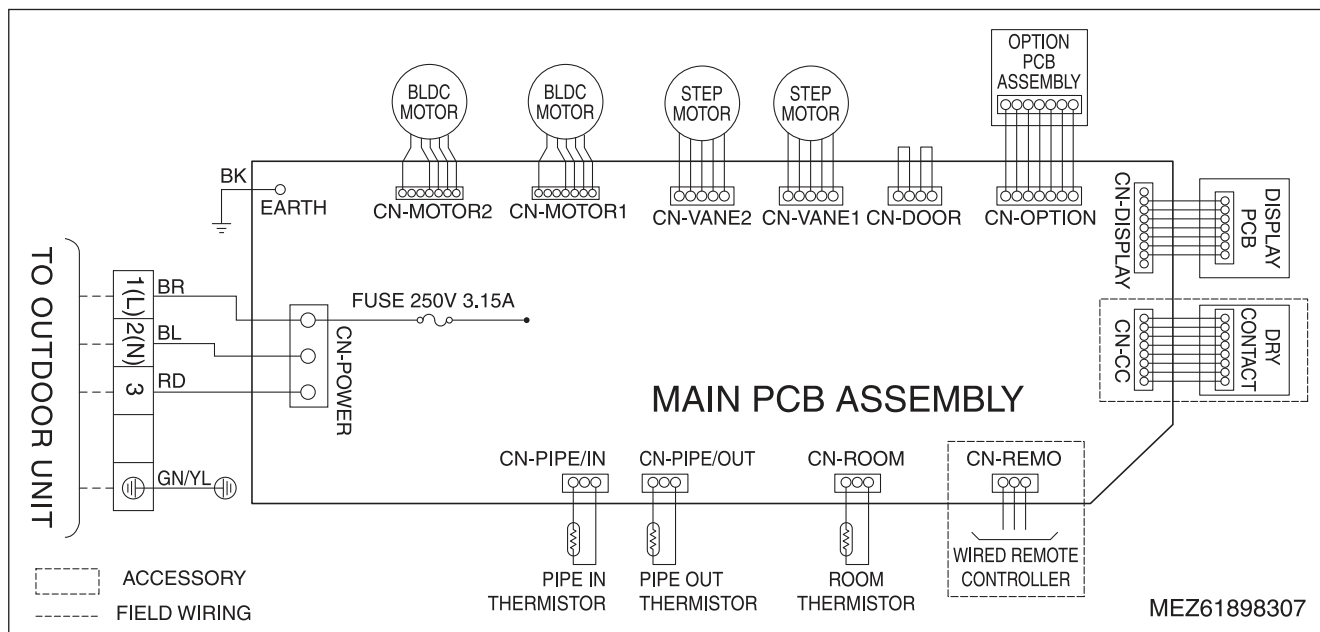 BLDC
MOTOR
BLDC
MOTOR
STEP
MOTOR
STEP
MOTOR
OPTION
PCB
ASSEMBLY
BK
EARTH
CN-MOTOR2
CN-MOTOR1
CN-VANE2
CN-VANE1
CN-DOOR
CN-OPTION
CN-DISPLAY
DISPLAY
PCB
TO OUTDOOR UNIT
1(L)
2(N)
3
BR
BL
RD
GN/YL
FUSE 250V 3.15A
CN-POWER
CN-CC
DRY
CONTACT
MAIN PCB ASSEMBLY
CN-PIPE/IN
CN-PIPE/OUT
CN-ROOM
CN-REMO
PIPE IN
THERMISTOR
PIPE OUT
THERMISTOR
ROOM
THERMISTOR
WIRED REMOTE
CONTROLLER
ACCESSORY
FIELD WIRING
MEZ61898307